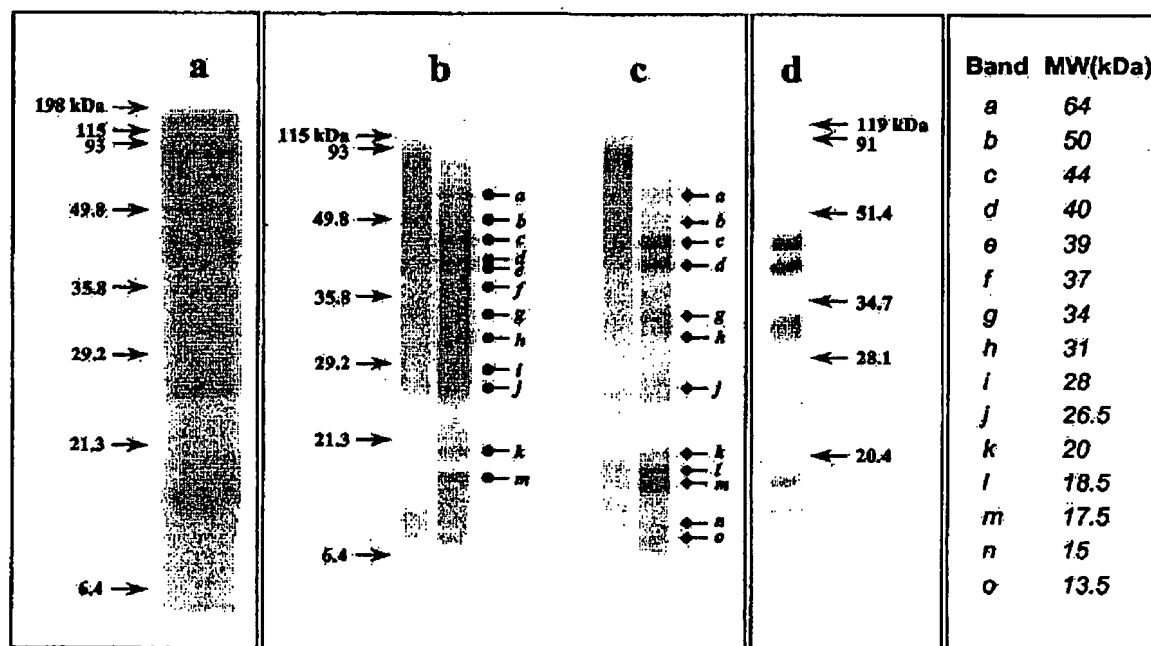 a
198 kDa
115
93
49.8
35.8
29.2
21.3
6.4
b
115 kDa
93
49.8
35.8
29.2
21.3
6.4
a
b
c
d
e
f
g
h
i
j
k
m
c
a
b
c
d
g
h
j
k
l
m
n
o
d
119 kDa
91
51.4
34.7
28.1
20.4
Band MW(kDa)
a 64
b 50
c 44
d 40
e 39
f 37
g 34
h 31
i 28
j 26.5
k 20
l 18.5
m 17.5
n 15
o 13.5